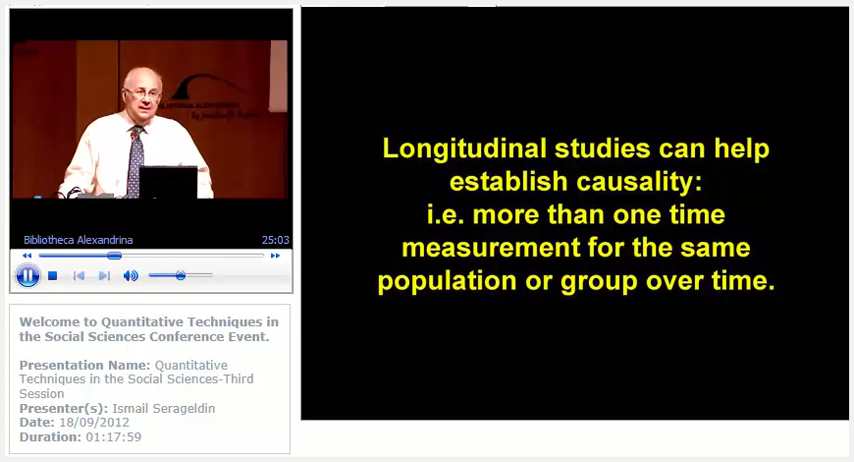 BIBLIOTHECA ALEXANDRINA
Bibliotheca Alexandrina
25:03
Welcome to Quantitative Techniques in
the Social Sciences Conference Event.
Presentation Name: Quantitative
Techniques in the Social Sciences-Third
Session
Presenter(s): Ismail Serageldin
Date: 18/09/2012
Duration: 01:17:59
Longitudinal studies can help
establish causality:
i.e. more than one time
measurement for the same
population or group over time.